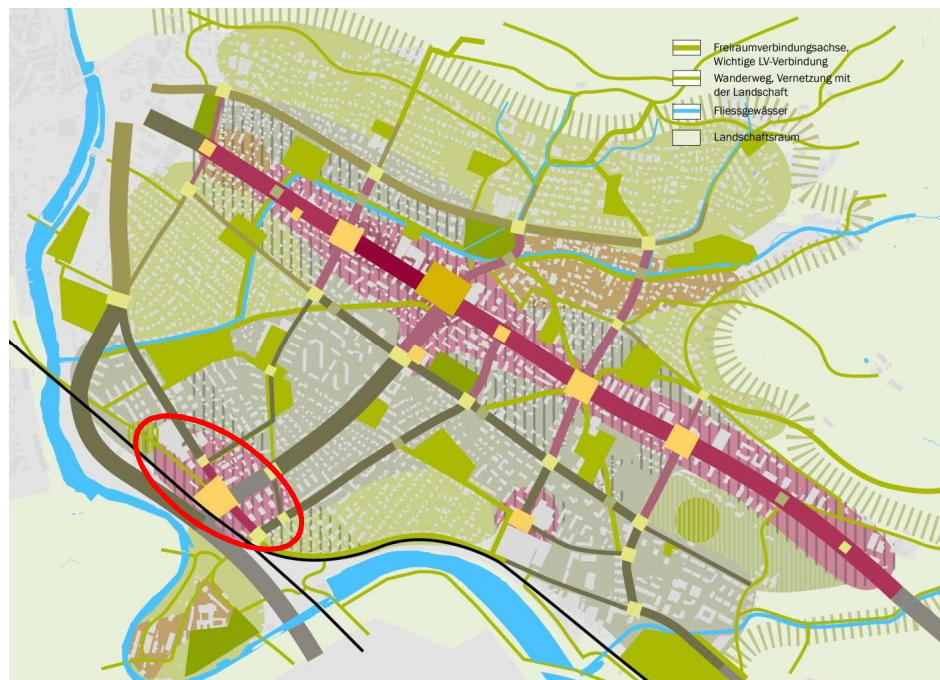 Freiraumverbindungsachse,
Wichtige LV-Verbindung
Wanderweg, Vernetzung mit
der Landschaft
Fliessgewässer
Landschaftsraum